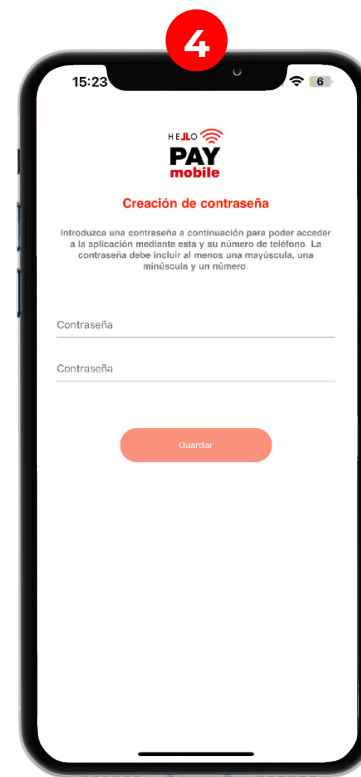 4
15:23
6
HELLO
PAY
mobile
Creación de contraseña
Introduzca una contraseña a continuación para poder acceder
a la aplicación mediante esta y su número de teléfono. La
contraseña debe incluir al menos una mayúscula, una
minúscula y un número.
Contraseña
Contraseña
Guardar